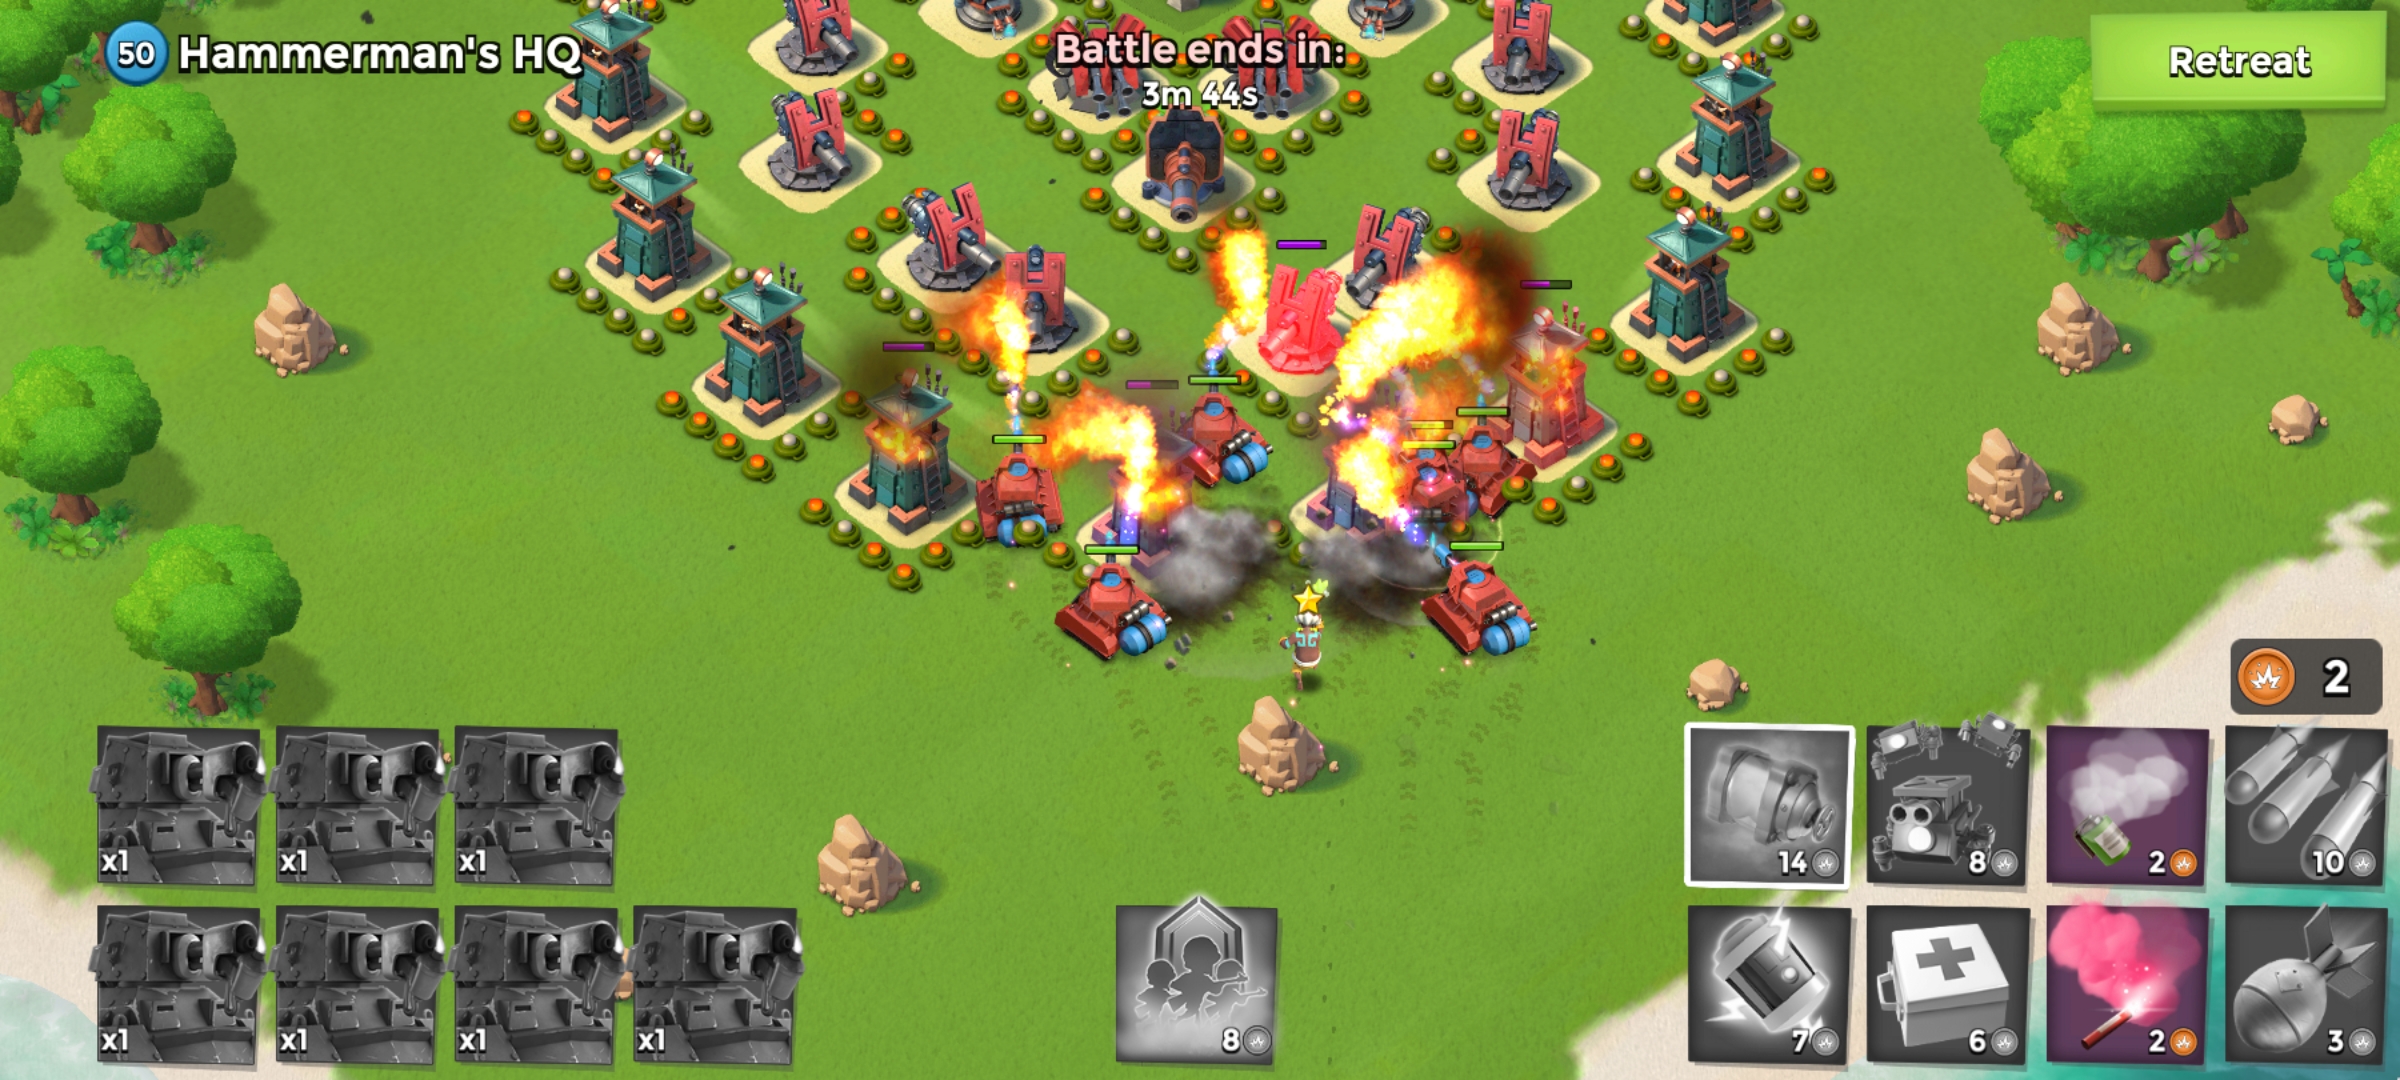 50 Hammerman's HQ
Battle ends in:
3m 44s
Retreat
2
x1 x1 x1
14 8 2 10
x1 x1 x1 x1
8
7 6 2 3